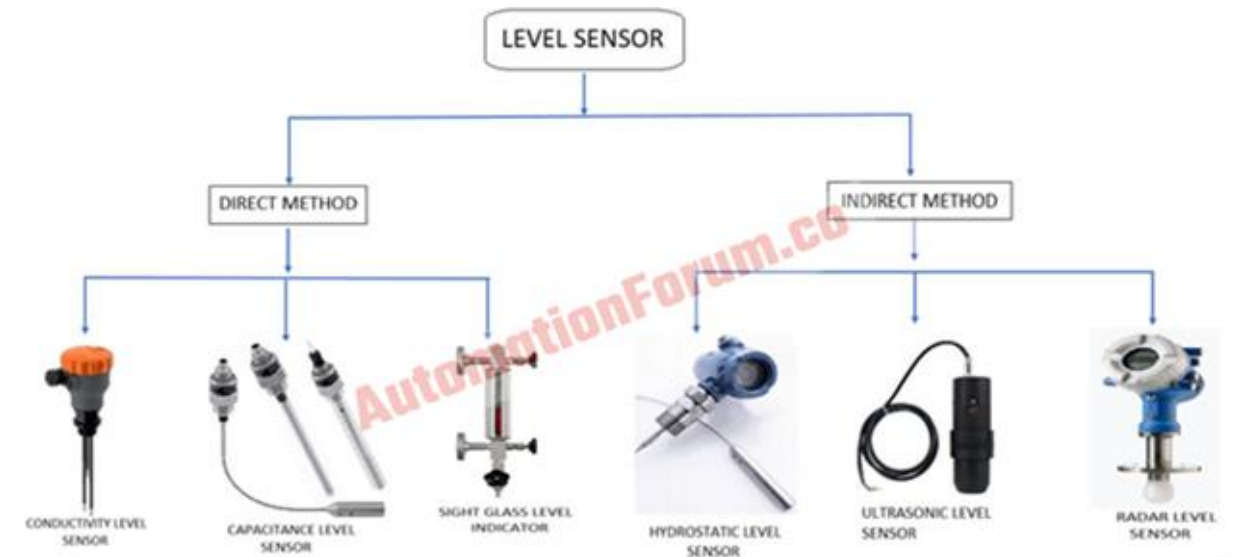 LEVEL SENSOR
DIRECT METHOD
INDIRECT METHOD
AutomationForum.co
CONDUCTIVITY LEVEL
SENSOR
CAPACITANCE LEVEL
SENSOR
SIGHT GLASS LEVEL
INDICATOR
HYDROSTATIC LEVEL
SENSOR
ULTRASONIC LEVEL
SENSOR
RADAR LEVEL
SENSOR